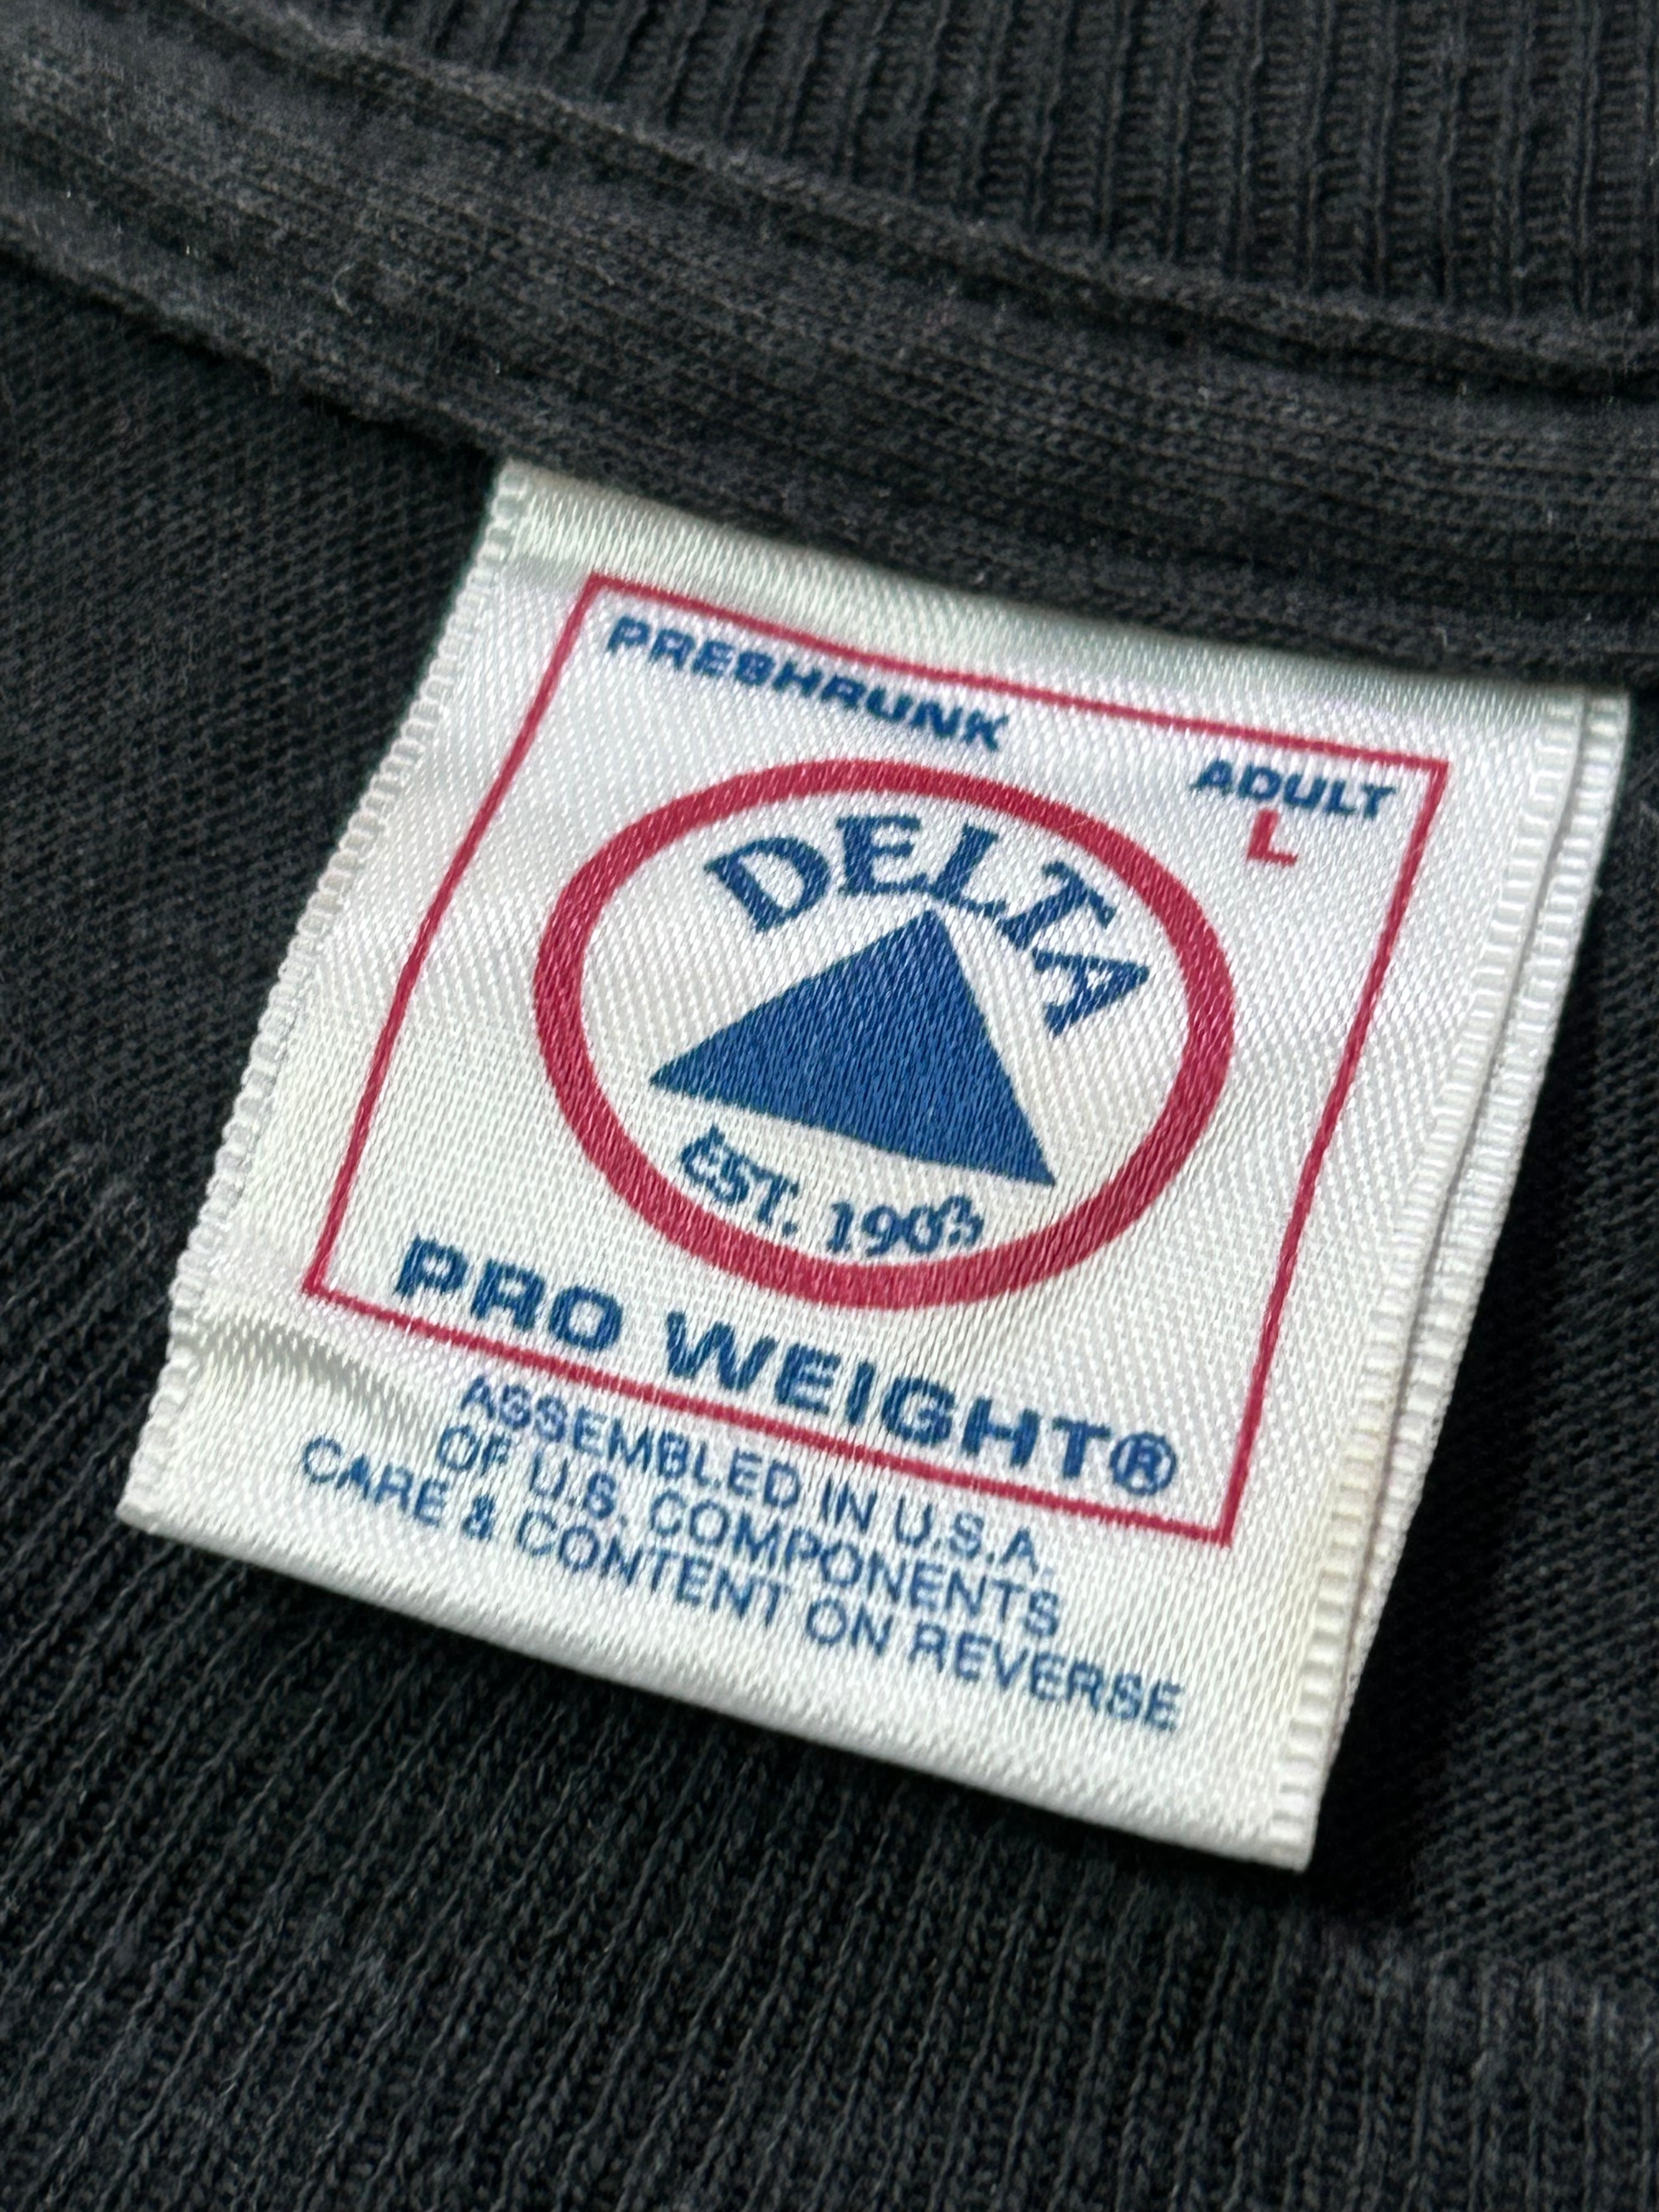 PRESHRUNK
ADULT
L
DELTA
EST. 1903
PRO WEIGHT®
ASSEMBLED IN U.S.A.
OF U.S. COMPONENTS
CARE & CONTENT ON REVERSE